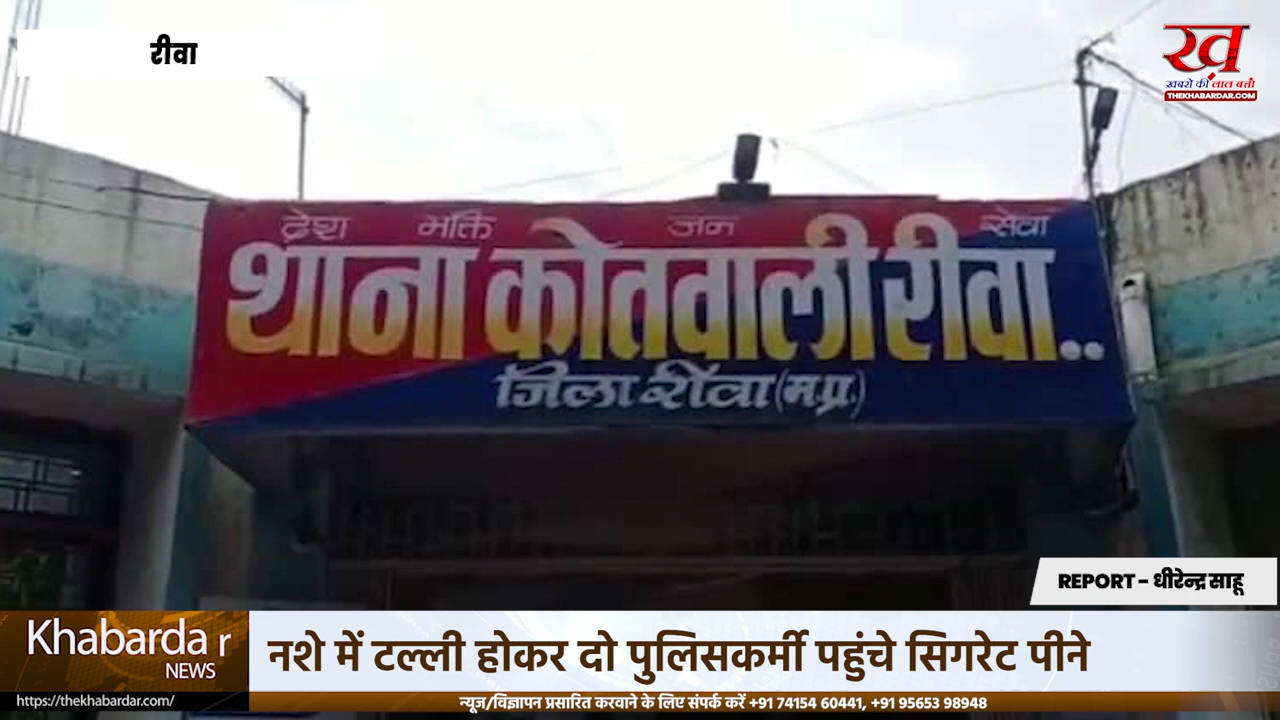 रीवा
ख
ख़बरों की लाल बत्ती
THEKHABARDAR.COM
देश भक्ति जन सेवा
थाना कोतवाली रीवा..
जिला रीवा (म.प्र.)
REPORT - धीरेन्द्र साहू
Khabardar NEWS
नशे में टल्ली होकर दो पुलिसकर्मी पहुंचे सिगरेट पीने
https://thekhabardar.com/
न्यूज/विज्ञापन प्रसारित करवाने के लिए संपर्क करें +91 74154 60441, +91 95653 98948